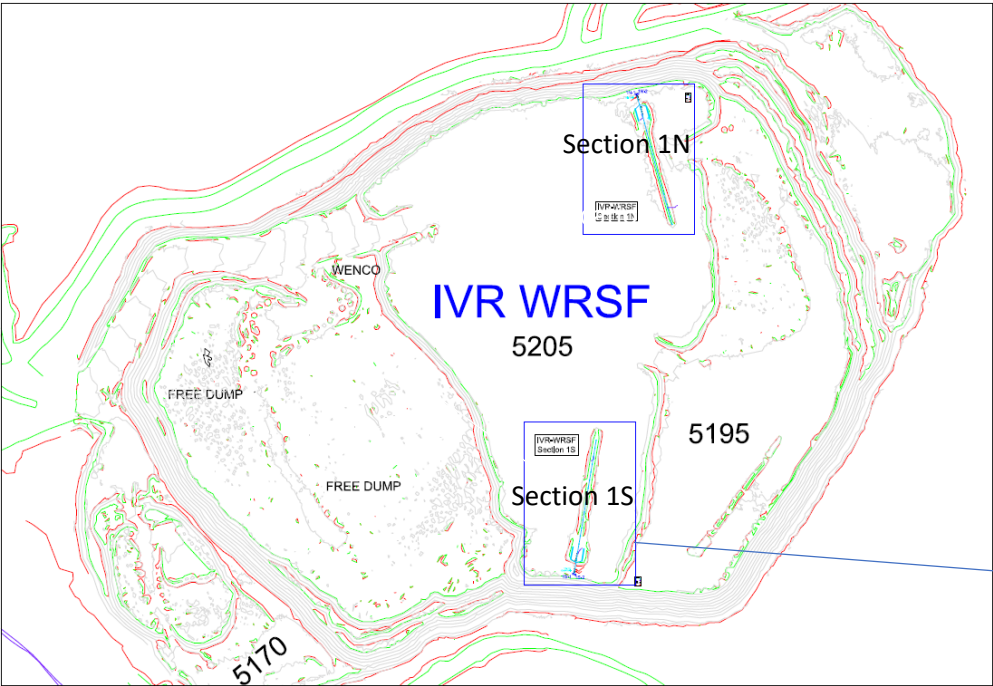 Section 1N
IVR-WRSF
Section 1N
WENCO
IVR WRSF
5205
FREE DUMP
5195
IVR-WRSF
Section 1S
FREE DUMP
Section 1S
5170